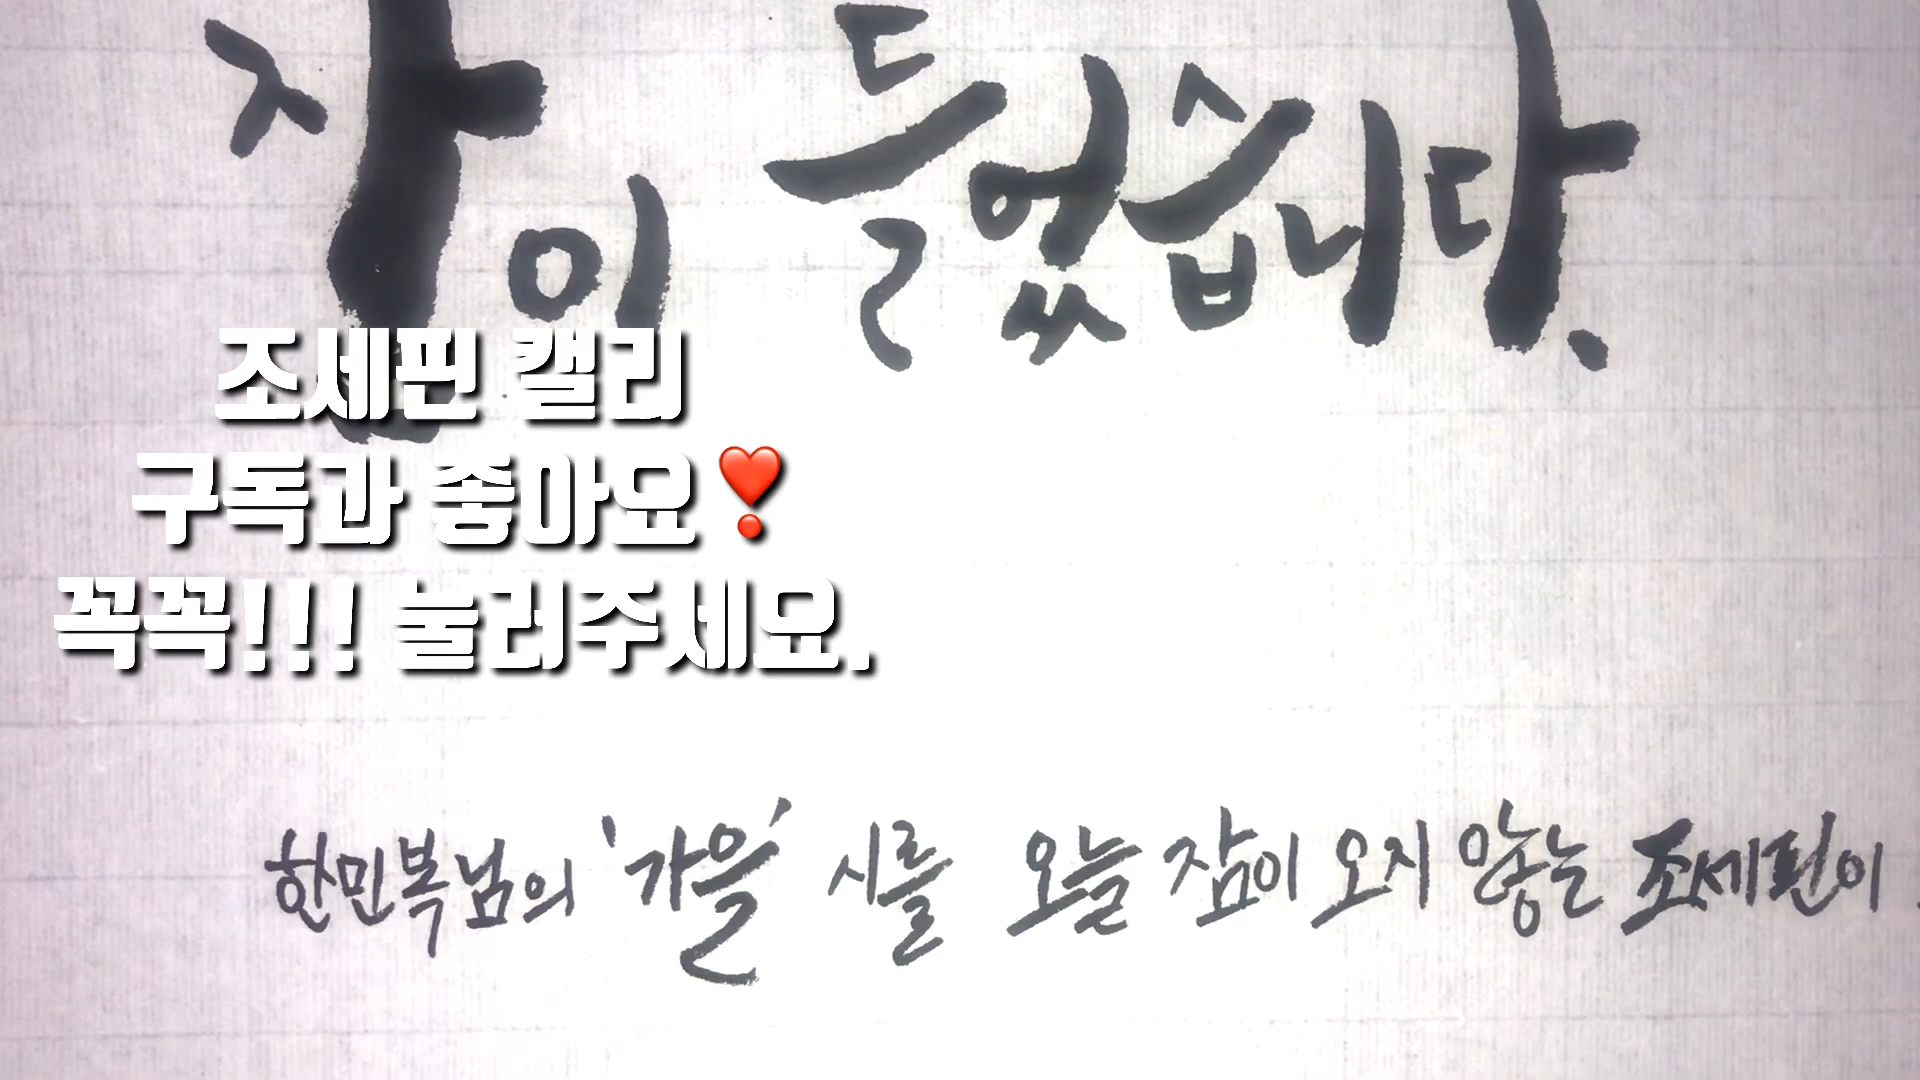 잠이 들었습니다.
조세핀 캘리
구독과 좋아요❣️
꼭꼭!!! 눌러주세요.
한민복님의 '가을' 시를 오늘 잠이 오지 않는 조세핀이